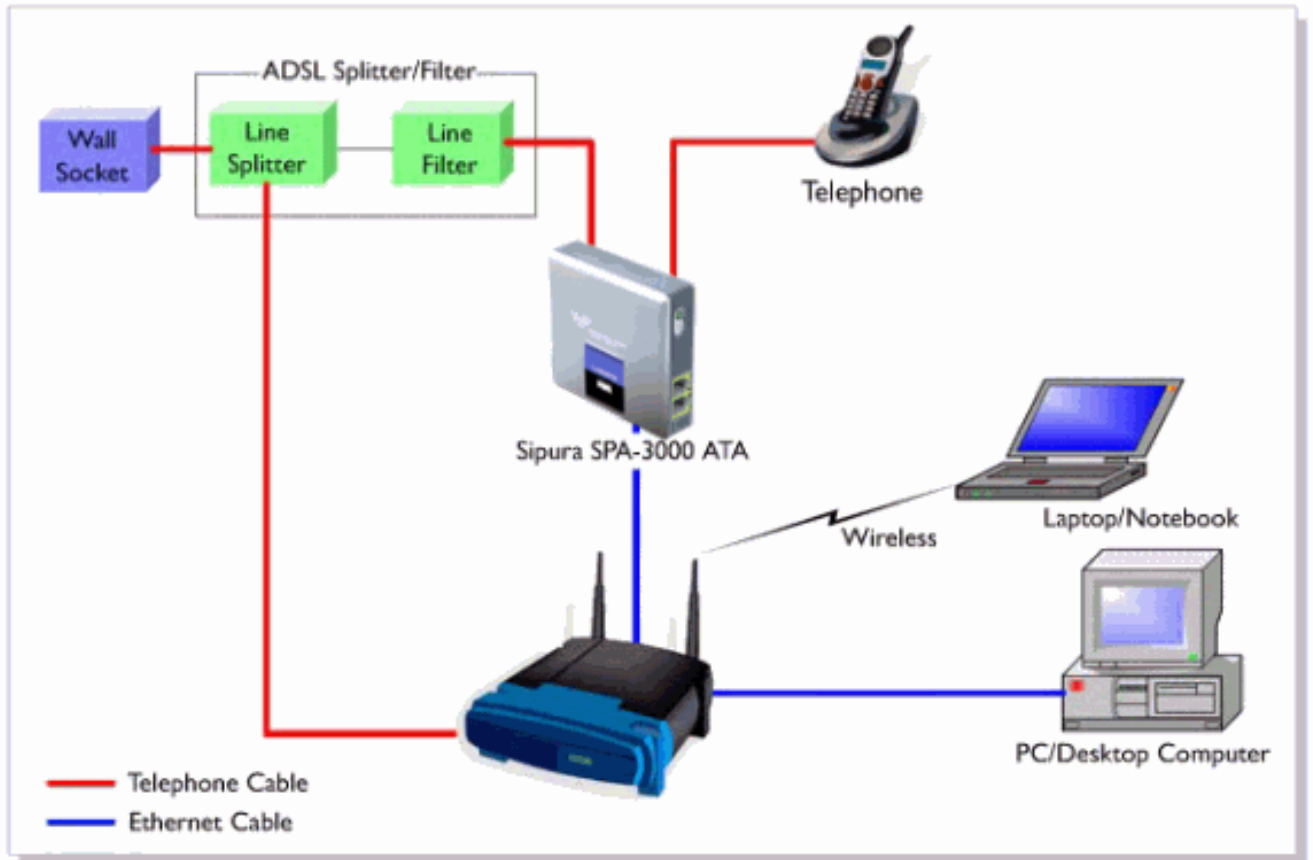 ADSL Splitter/Filter
Wall
Socket
Line
Splitter
Line
Filter
Telephone
Sipura SPA-3000 ATA
Laptop/Notebook
Wireless
PC/Desktop Computer
Telephone Cable
Ethernet Cable